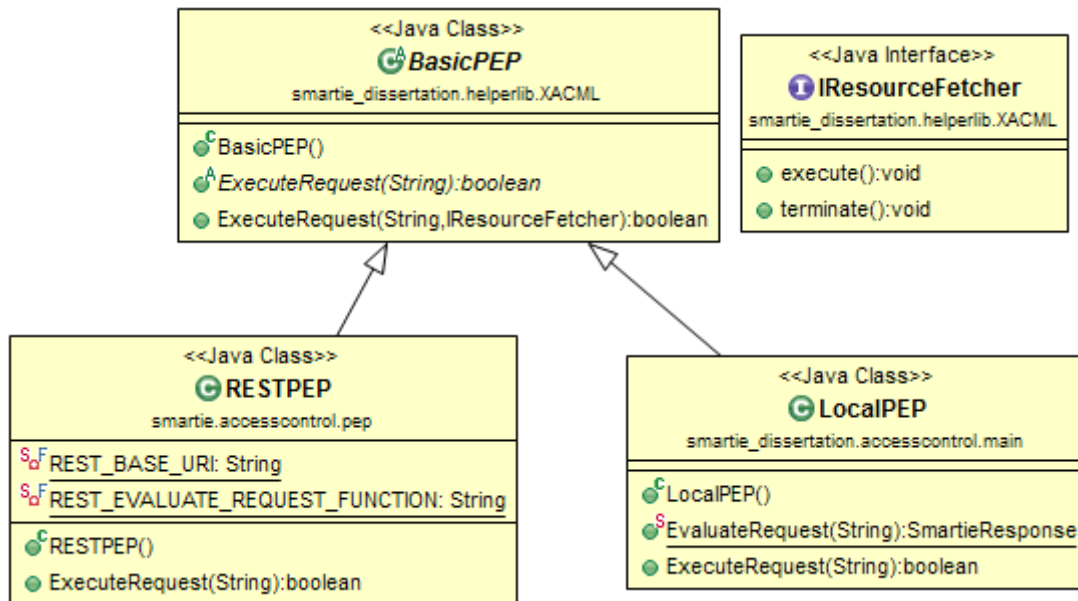 <<Java Class>>
BasicPEP
smartie_dissertation.helperlib.XACML
BasicPEP()
ExecuteRequest(String):boolean
ExecuteRequest(String,IResourceFetcher):boolean
<<Java Interface>>
IResourceFetcher
smartie_dissertation.helperlib.XACML
execute():void
terminate():void
<<Java Class>>
RESTPEP
smartie.accesscontrol.pep
REST_BASE_URI: String
REST_EVALUATE_REQUEST_FUNCTION: String
RESTPEP()
ExecuteRequest(String):boolean
<<Java Class>>
LocalPEP
smartie_dissertation.accesscontrol.main
LocalPEP()
EvaluateRequest(String):SmartieResponse
ExecuteRequest(String):boolean